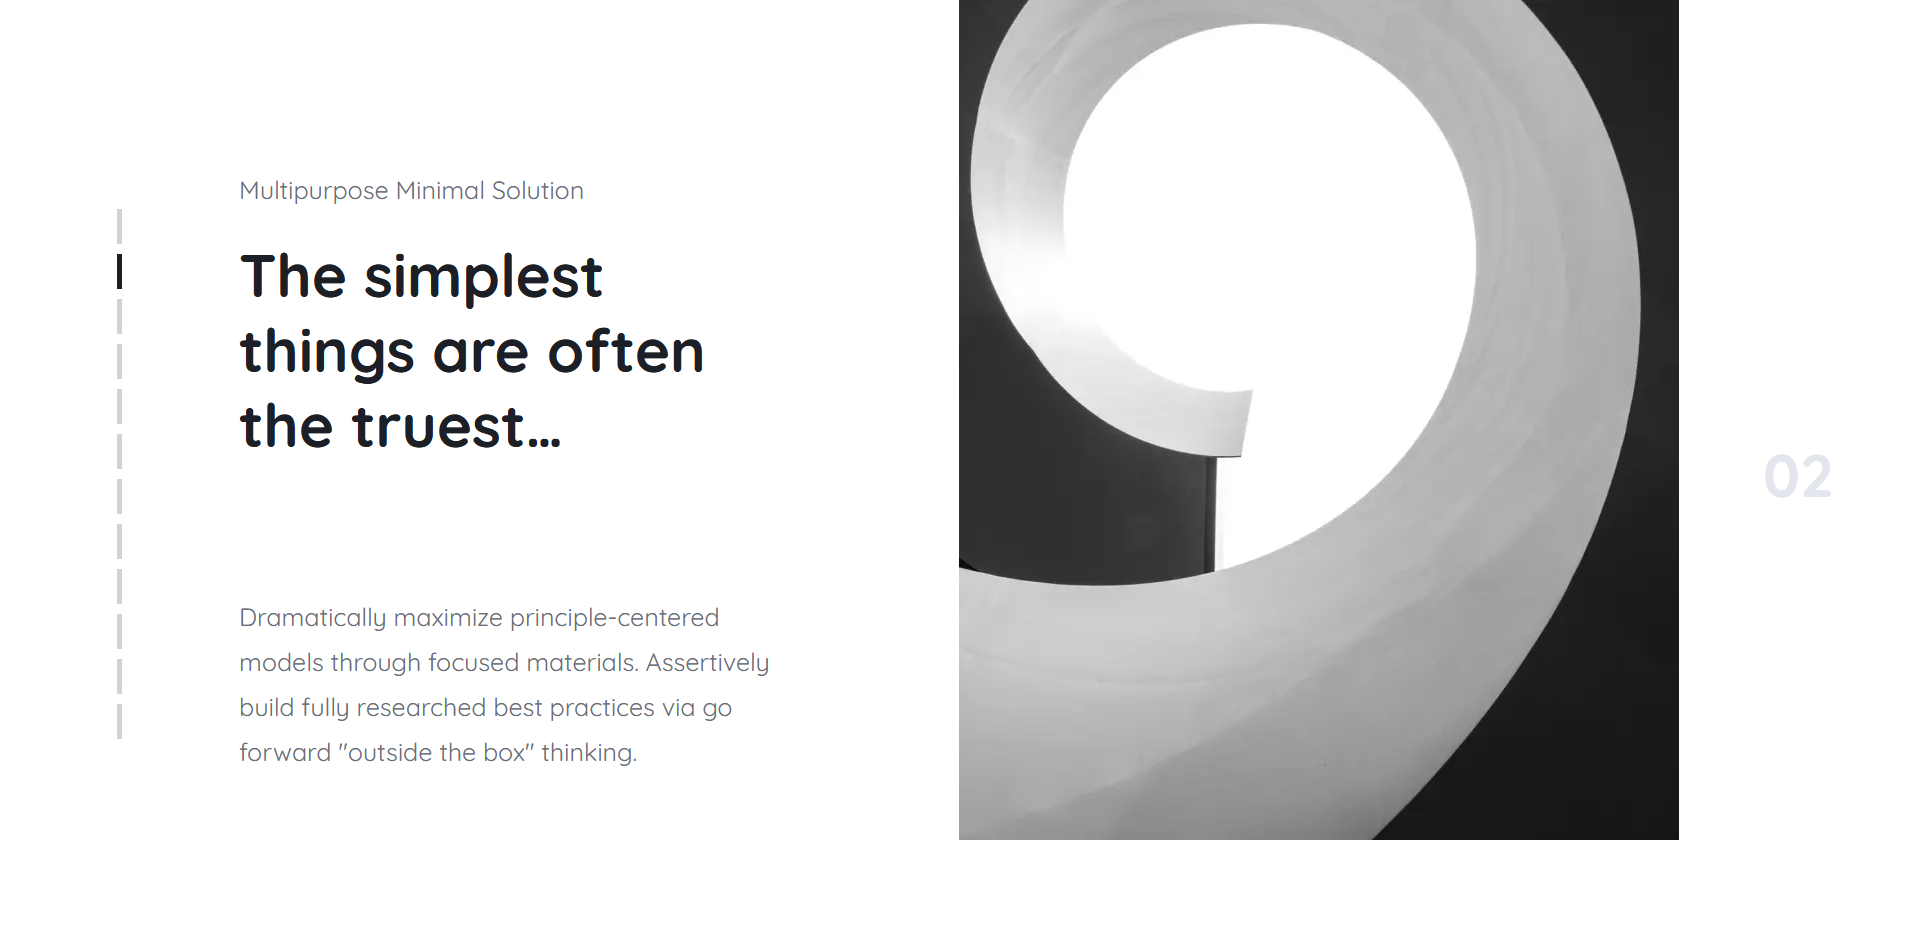 Multipurpose Minimal Solution
The simplest
things are often
the truest...
Dramatically maximize principle-centered
models through focused materials. Assertively
build fully researched best practices via go
forward "outside the box" thinking.
02